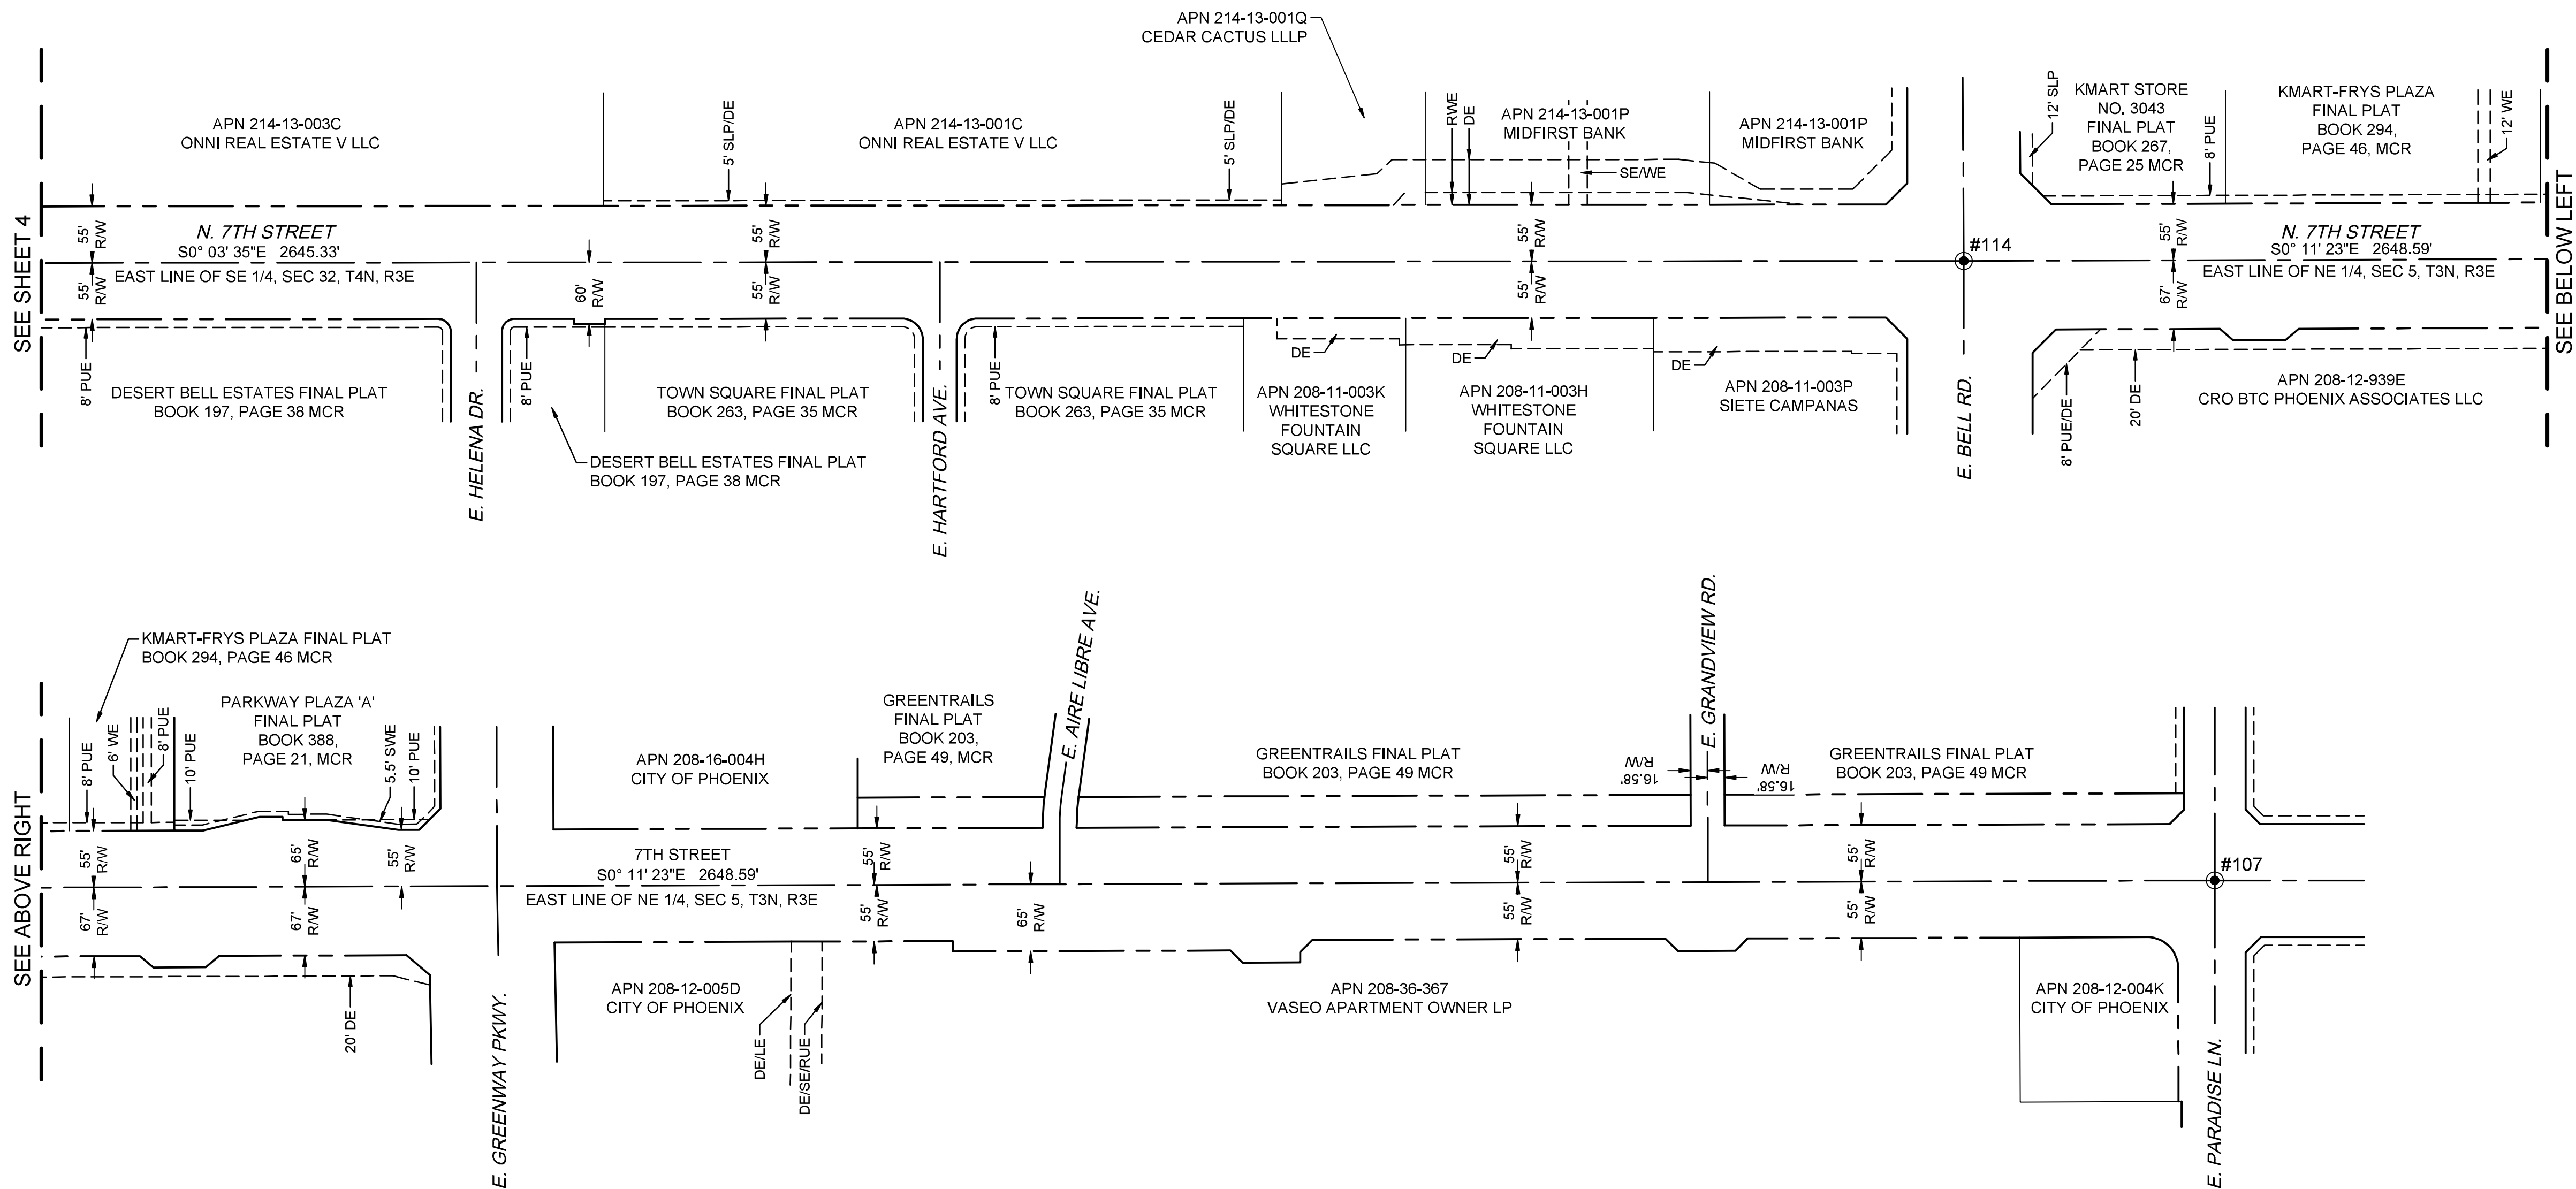 APN 214-13-001Q
CEDAR CACTUS LLLP
SEE SHEET 4
APN 214-13-003C
ONNI REAL ESTATE V LLC
5' SLP/DE
APN 214-13-001C
ONNI REAL ESTATE V LLC
5' SLP/DE
RWE
DE
APN 214-13-001P
MIDFIRST BANK
SE/WE
APN 214-13-001P
MIDFIRST BANK
12' SLP
KMART STORE
NO. 3043
FINAL PLAT
BOOK 267,
PAGE 25 MCR
8' PUE
KMART-FRYS PLAZA
FINAL PLAT
BOOK 294,
PAGE 46, MCR
12' WE
SEE BELOW LEFT
55'
R/W
N. 7TH STREET
S0° 03' 35"E 2645.33'
EAST LINE OF SE 1/4, SEC 32, T4N, R3E
55'
R/W
60'
R/W
55'
R/W
55'
R/W
55'
R/W
55'
R/W
#114
55'
R/W
67'
R/W
N. 7TH STREET
S0° 11' 23"E 2648.59'
EAST LINE OF NE 1/4, SEC 5, T3N, R3E
8' PUE
DESERT BELL ESTATES FINAL PLAT
BOOK 197, PAGE 38 MCR
E. HELENA DR.
8' PUE
DESERT BELL ESTATES FINAL PLAT
BOOK 197, PAGE 38 MCR
TOWN SQUARE FINAL PLAT
BOOK 263, PAGE 35 MCR
E. HARTFORD AVE.
8' PUE
TOWN SQUARE FINAL PLAT
BOOK 263, PAGE 35 MCR
DE
APN 208-11-003K
WHITESTONE
FOUNTAIN
SQUARE LLC
DE
APN 208-11-003H
WHITESTONE
FOUNTAIN
SQUARE LLC
DE
APN 208-11-003P
SIETE CAMPANAS
E. BELL RD.
8' PUE/DE
20' DE
APN 208-12-939E
CRO BTC PHOENIX ASSOCIATES LLC
SEE ABOVE RIGHT
KMART-FRYS PLAZA FINAL PLAT
BOOK 294, PAGE 46 MCR
8' PUE
6' WE
8' PUE
10' PUE
PARKWAY PLAZA 'A'
FINAL PLAT
BOOK 388,
PAGE 21, MCR
5.5' SWE
10' PUE
APN 208-16-004H
CITY OF PHOENIX
GREENTRAILS
FINAL PLAT
BOOK 203,
PAGE 49, MCR
E. AIRE LIBRE AVE.
GREENTRAILS FINAL PLAT
BOOK 203, PAGE 49 MCR
16.58'
R/W
E. GRANDVIEW RD.
16.58'
R/W
GREENTRAILS FINAL PLAT
BOOK 203, PAGE 49 MCR
55'
R/W
67'
R/W
65'
R/W
67'
R/W
55'
R/W
7TH STREET
S0° 11' 23"E 2648.59'
EAST LINE OF NE 1/4, SEC 5, T3N, R3E
55'
R/W
55'
R/W
65'
R/W
55'
R/W
55'
R/W
55'
R/W
55'
R/W
#107
20' DE
E. GREENWAY PKWY.
APN 208-12-005D
CITY OF PHOENIX
DE/LE
DE/SE/RUE
APN 208-36-367
VASEO APARTMENT OWNER LP
APN 208-12-004K
CITY OF PHOENIX
E. PARADISE LN.